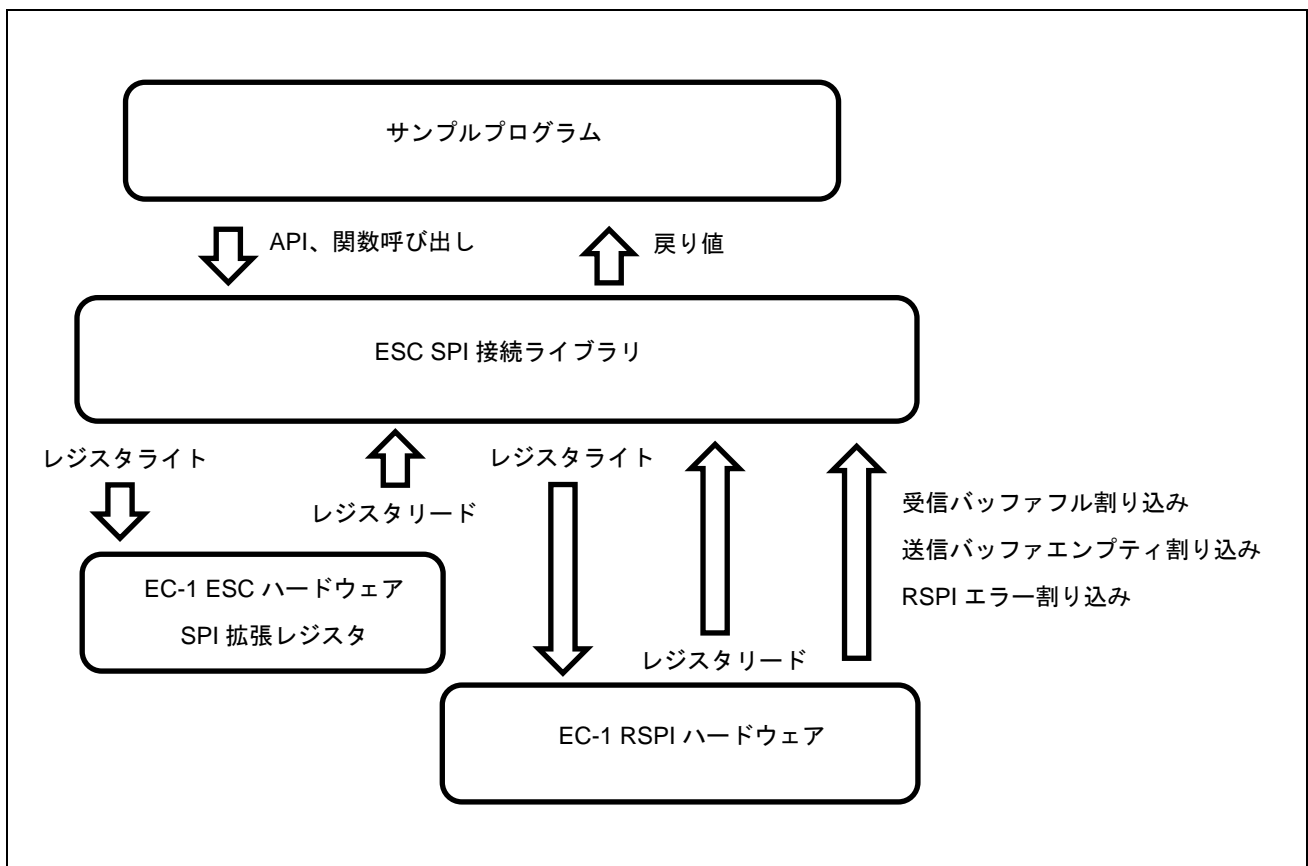 サンプルプログラム
API、関数呼び出し
戻り値
ESC SPI 接続ライブラリ
レジスタライト
レジスタリード
レジスタライト
レジスタリード
受信バッファフル割り込み
送信バッファエンプティ割り込み
RSPI エラー割り込み
EC-1 ESC ハードウェア
SPI 拡張レジスタ
EC-1 RSPI ハードウェア